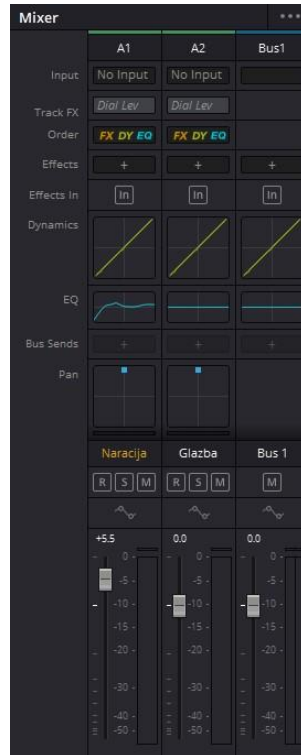 Mixer
A1 A2 Bus1
Input No Input No Input
Track FX Dial Lev Dial Lev
Order FX DY EQ FX DY EQ
Effects + + +
Effects In In In In
Dynamics
EQ
Bus Sends + + +
Pan
Naracija Glazba Bus 1
R S M R S M M
+5.5 0.0 0.0
0 0 0
-5 -5 -5
-10 -10 -10
-15 -15 -15
-20 -20 -20
-30 -30 -30
-40 -40 -40
-50 -50 -50